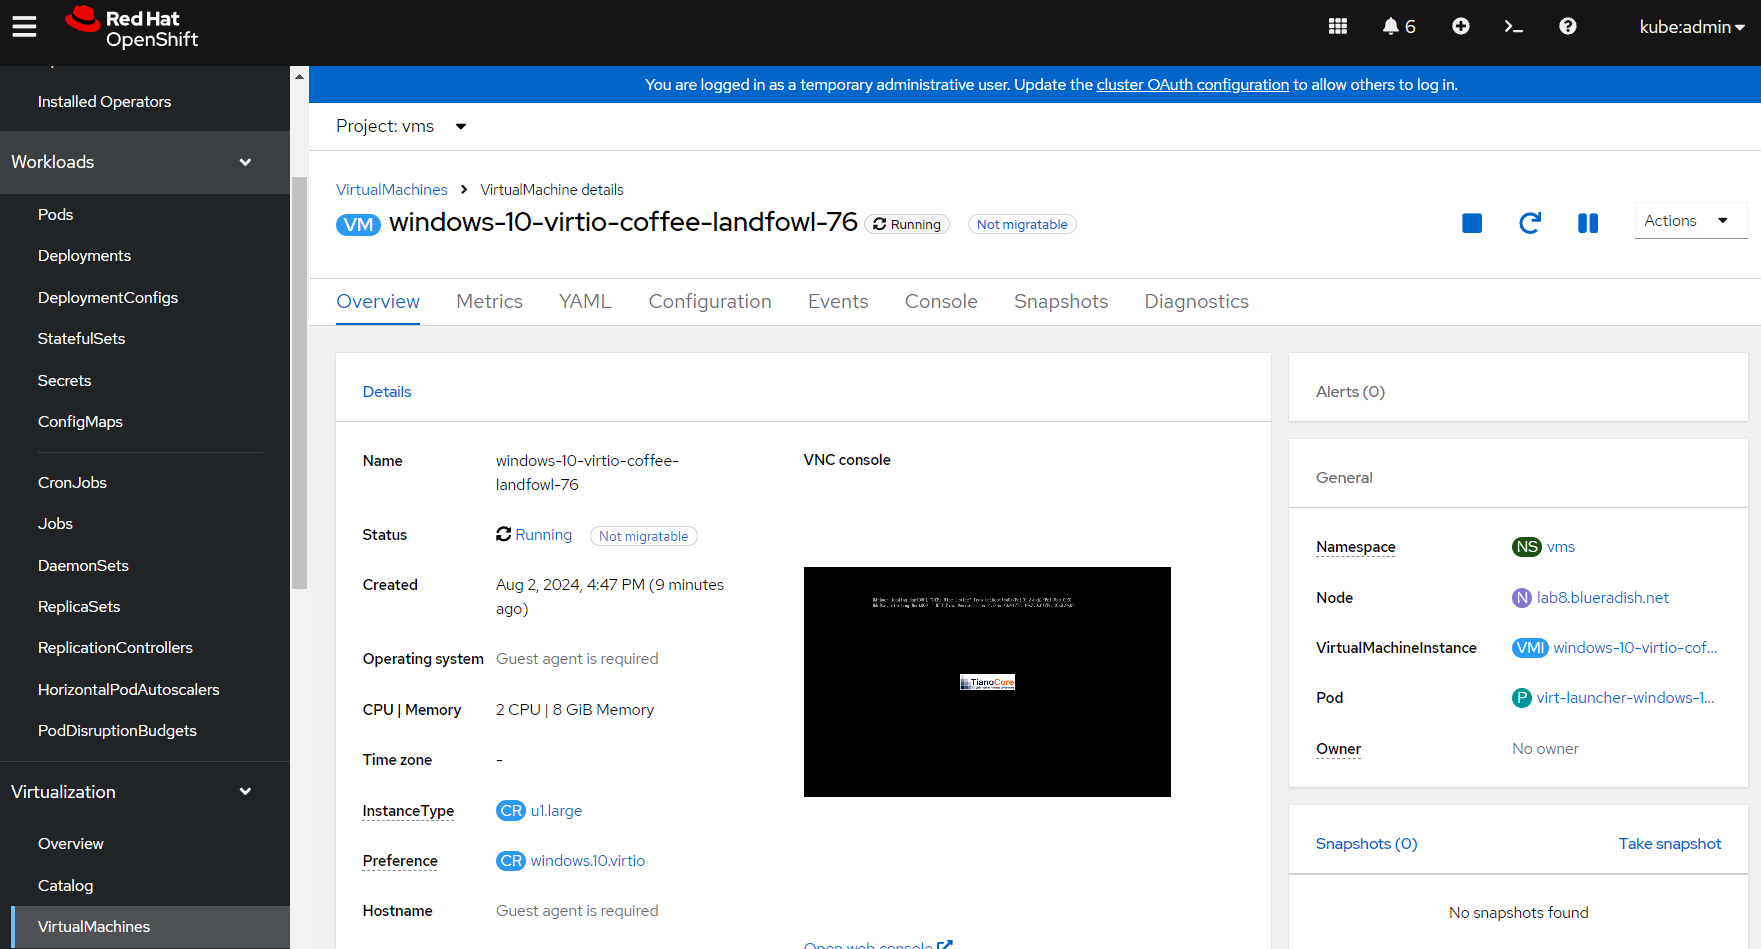 Red Hat
OpenShift
6
kube:admin
Installed Operators
Workloads
Pods
Deployments
DeploymentConfigs
StatefulSets
Secrets
ConfigMaps
CronJobs
Jobs
DaemonSets
ReplicaSets
ReplicationControllers
HorizontalPodAutoscalers
PodDisruptionBudgets
Virtualization
Overview
Catalog
VirtualMachines
You are logged in as a temporary administrative user. Update the cluster OAuth configuration to allow others to log in.
Project: vms
VirtualMachines > VirtualMachine details
VM windows-10-virtio-coffee-landfowl-76 Running Not migratable
Actions
Overview Metrics YAML Configuration Events Console Snapshots Diagnostics
Details
Name windows-10-virtio-coffee-
landfowl-76
Status Running Not migratable
Created Aug 2, 2024, 4:47 PM (9 minutes
ago)
Operating system Guest agent is required
CPU | Memory 2 CPU | 8 GiB Memory
Time zone -
InstanceType CR u1.large
Preference CR windows.10.virtio
Hostname Guest agent is required
VNC console
TianoCore
Open web console
Alerts (0)
General
Namespace NS vms
Node N lab8.blueradish.net
VirtualMachineInstance VMI windows-10-virtio-cof...
Pod P virt-launcher-windows-1...
Owner No owner
Snapshots (0) Take snapshot
No snapshots found